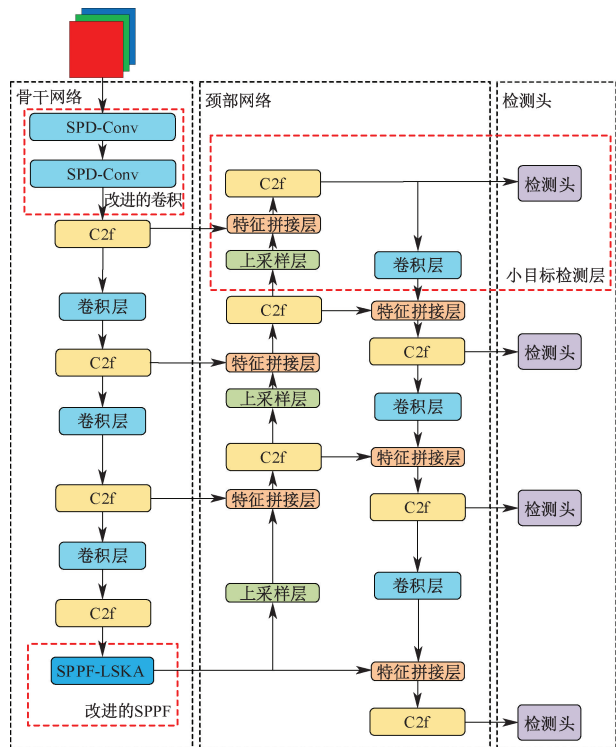 骨干网络
SPD-Conv
SPD-Conv
改进的卷积
C2f
卷积层
C2f
卷积层
C2f
卷积层
C2f
SPPF-LSKA
改进的SPPF
颈部网络
C2f
特征拼接层
上采样层
C2f
特征拼接层
上采样层
C2f
特征拼接层
上采样层
卷积层
小目标检测层
特征拼接层
C2f
卷积层
特征拼接层
C2f
卷积层
特征拼接层
C2f
检测头
检测头
检测头
检测头
检测头